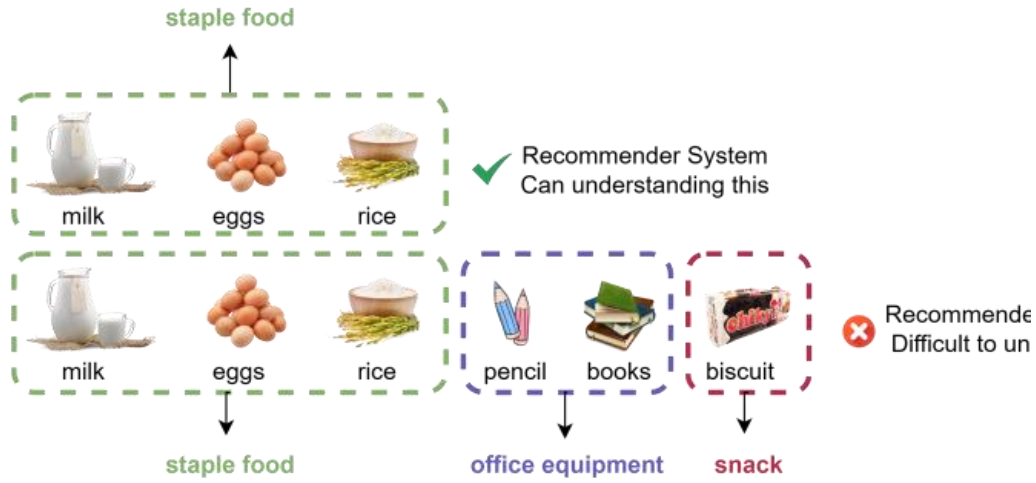 staple food
Recommender System
Can understanding this
milk eggs rice
chiky
Recommende
Difficult to un
milk eggs rice pencil books biscuit
staple food office equipment snack